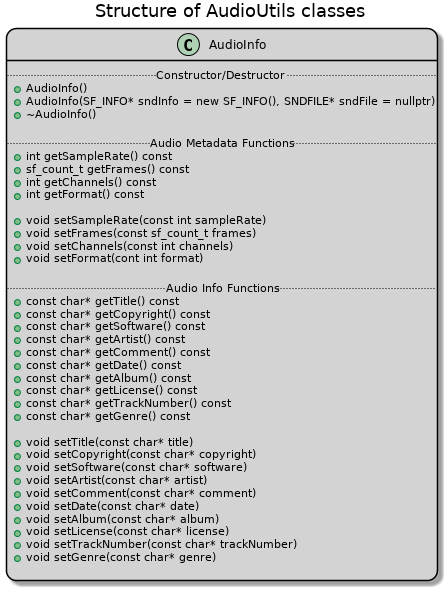 Structure of AudioUtils classes
C AudioInfo
Constructor/Destructor
AudioInfo()
AudioInfo(SF_INFO* sndInfo = new SF_INFO(), SNDFILE* sndFile = nullptr)
~AudioInfo()
Audio Metadata Functions
int getSampleRate() const
sf_count_t getFrames() const
int getChannels() const
int getFormat() const
void setSampleRate(const int sampleRate)
void setFrames(const sf_count_t frames)
void setChannels(const int channels)
void setFormat(cont int format)
Audio Info Functions
const char* getTitle() const
const char* getCopyright() const
const char* getSoftware() const
const char* getArtist() const
const char* getComment() const
const char* getDate() const
const char* getAlbum() const
const char* getLicense() const
const char* getTrackNumber() const
const char* getGenre() const
void setTitle(const char* title)
void setCopyright(const char* copyright)
void setSoftware(const char* software)
void setArtist(const char* artist)
void setComment(const char* comment)
void setDate(const char* date)
void setAlbum(const char* album)
void setLicense(const char* license)
void setTrackNumber(const char* trackNumber)
void setGenre(const char* genre)